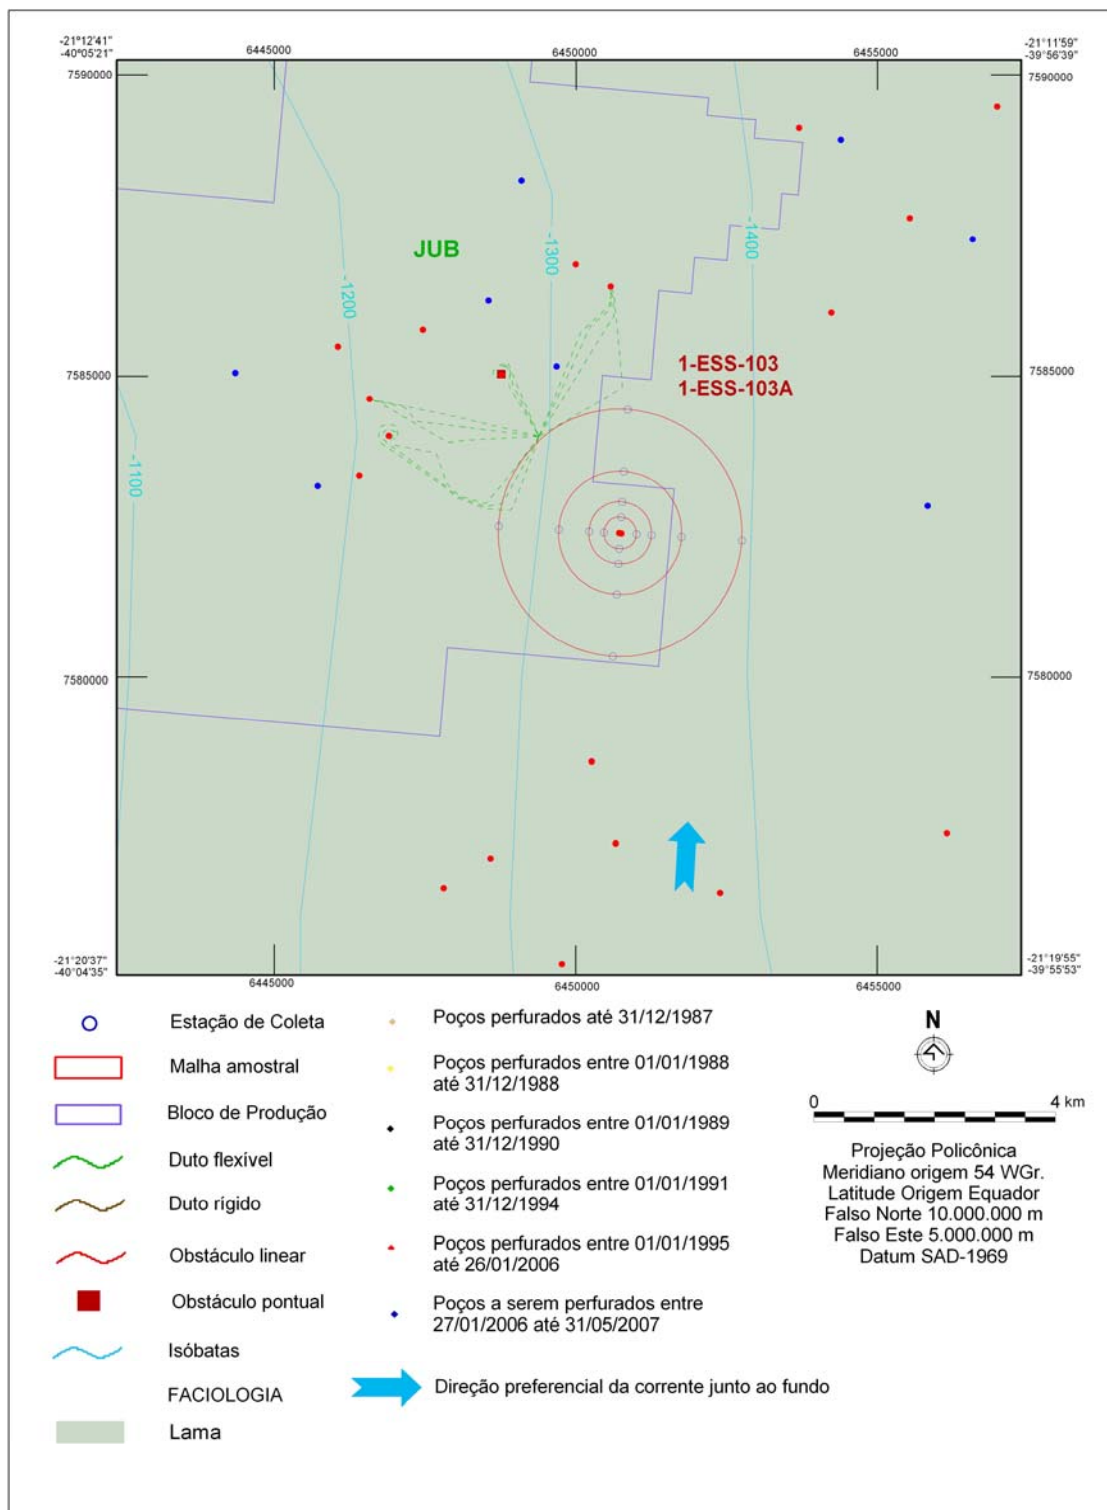 -21°12'41"
-40°05'21"
6445000
6450000
6455000
-21°11'59"
-39°56'39"
7590000
7590000
JUB
-1300
-1400
-1200
1-ESS-103
1-ESS-103A
7585000
7585000
-1100
7580000
7580000
-21°20'37"
-40°04'35"
6445000
6450000
6455000
-21°19'55"
-39°55'53"
Estação de Coleta
Malha amostral
Bloco de Produção
Duto flexível
Duto rígido
Obstáculo linear
Obstáculo pontual
Isóbatas
FACIOLOGIA
Lama
Poços perfurados até 31/12/1987
Poços perfurados entre 01/01/1988
até 31/12/1988
Poços perfurados entre 01/01/1989
até 31/12/1990
Poços perfurados entre 01/01/1991
até 31/12/1994
Poços perfurados entre 01/01/1995
até 26/01/2006
Poços a serem perfurados entre
27/01/2006 até 31/05/2007
Direção preferencial da corrente junto ao fundo
N
0 4 km
Projeção Policônica
Meridiano origem 54 WGr.
Latitude Origem Equador
Falso Norte 10.000.000 m
Falso Este 5.000.000 m
Datum SAD-1969